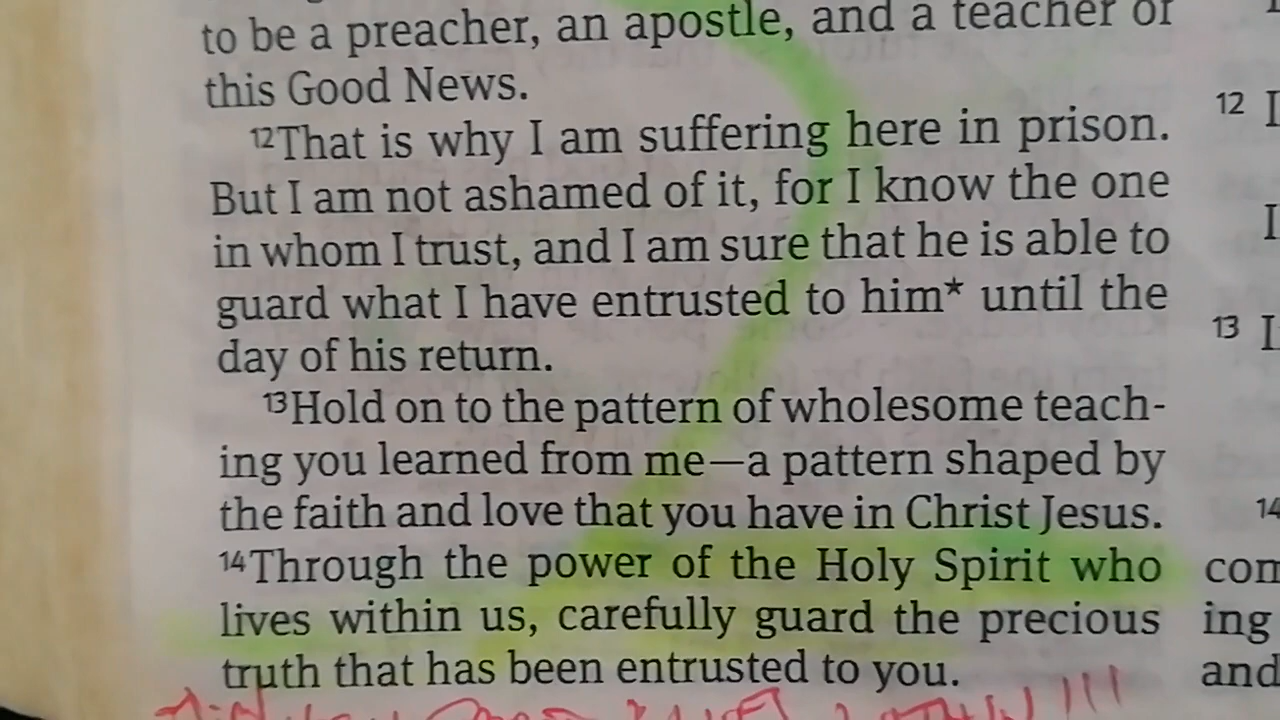 to be a preacher, an apostle, and a teacher of
this Good News.
12That is why I am suffering here in prison.
But I am not ashamed of it, for I know the one
in whom I trust, and I am sure that he is able to
guard what I have entrusted to him* until the
day of his return.
13Hold on to the pattern of wholesome teach-
ing you learned from me—a pattern shaped by
the faith and love that you have in Christ Jesus.
14Through the power of the Holy Spirit who
lives within us, carefully guard the precious
truth that has been entrusted to you.
12 I
I
13 I
14
com
ing
and